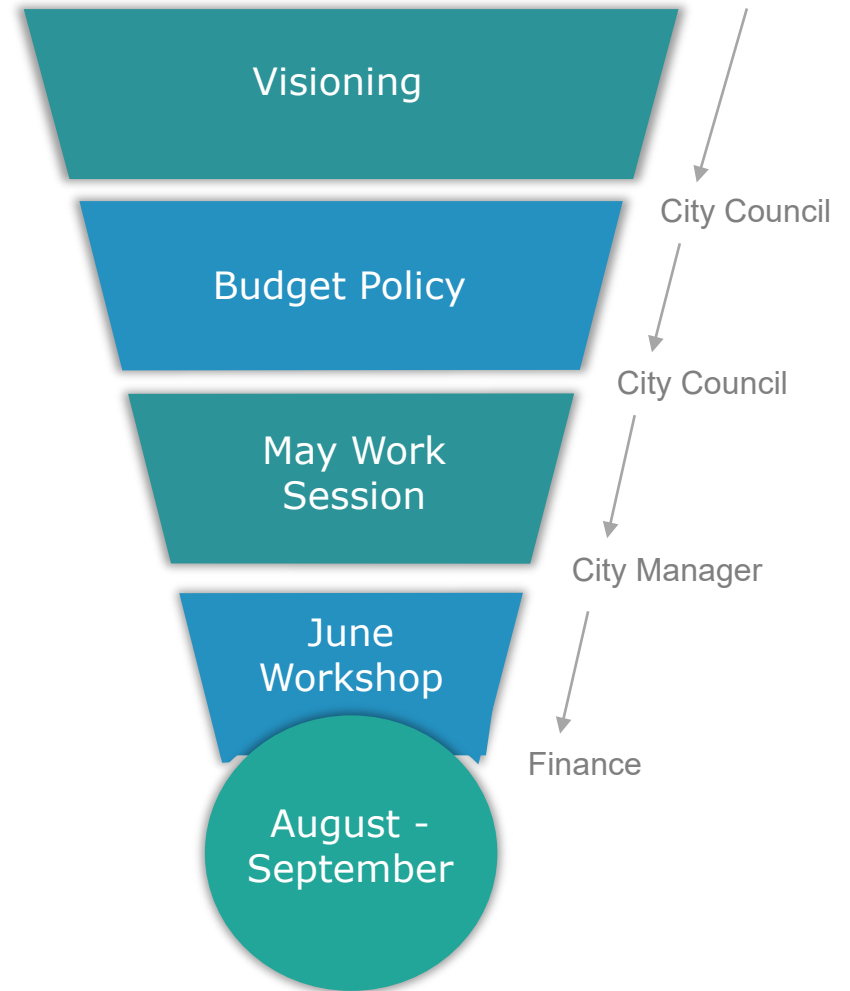 Visioning
City Council
Budget Policy
City Council
May Work
Session
City Manager
June
Workshop
Finance
August -
September